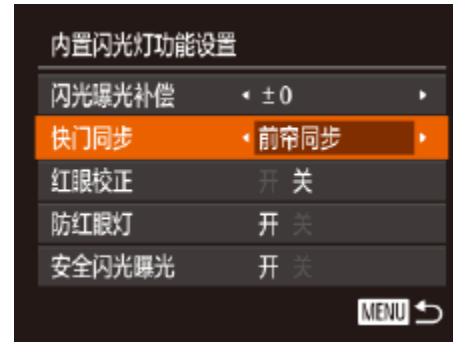 内置闪光灯功能设置
闪光曝光补偿 ±0
快门同步 前帘同步
红眼校正 开 关
防红眼灯 开 关
安全闪光曝光 开 关
MENU